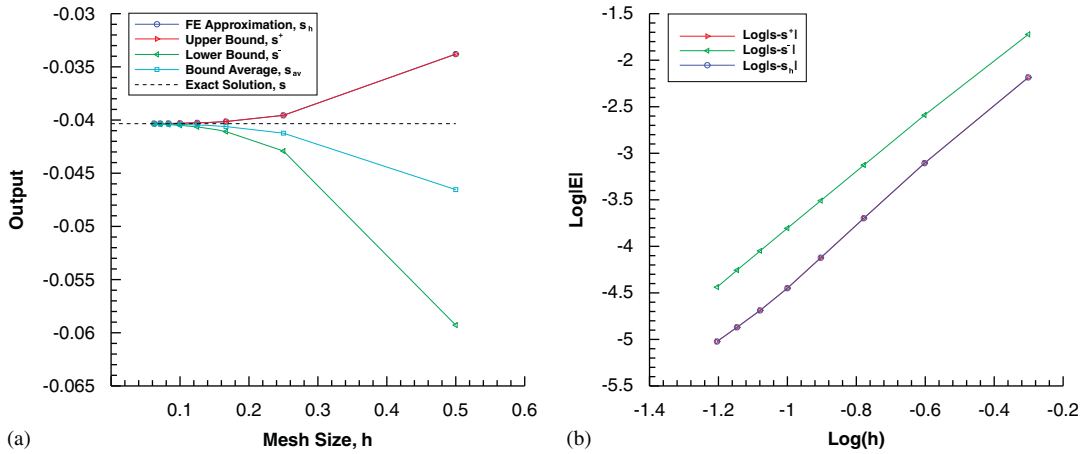 FE Approximation, s_h
Upper Bound, s⁺
Lower Bound, s⁻
Bound Average, s_av
Exact Solution, s
-0.035
-0.04
-0.045
-0.05
-0.055
-0.06
-0.065
Output
0.1
0.2
0.3
0.4
0.5
0.6
Mesh Size, h
(a)
Log|s-s⁺|
Log|s-s⁻|
Log|s-s_h|
-1.5
-2
-2.5
-3
-3.5
-4
-4.5
-5
-5.5
Log|E|
-1.4
-1.2
-1
-0.8
-0.6
-0.4
-0.2
Log(h)
(b)